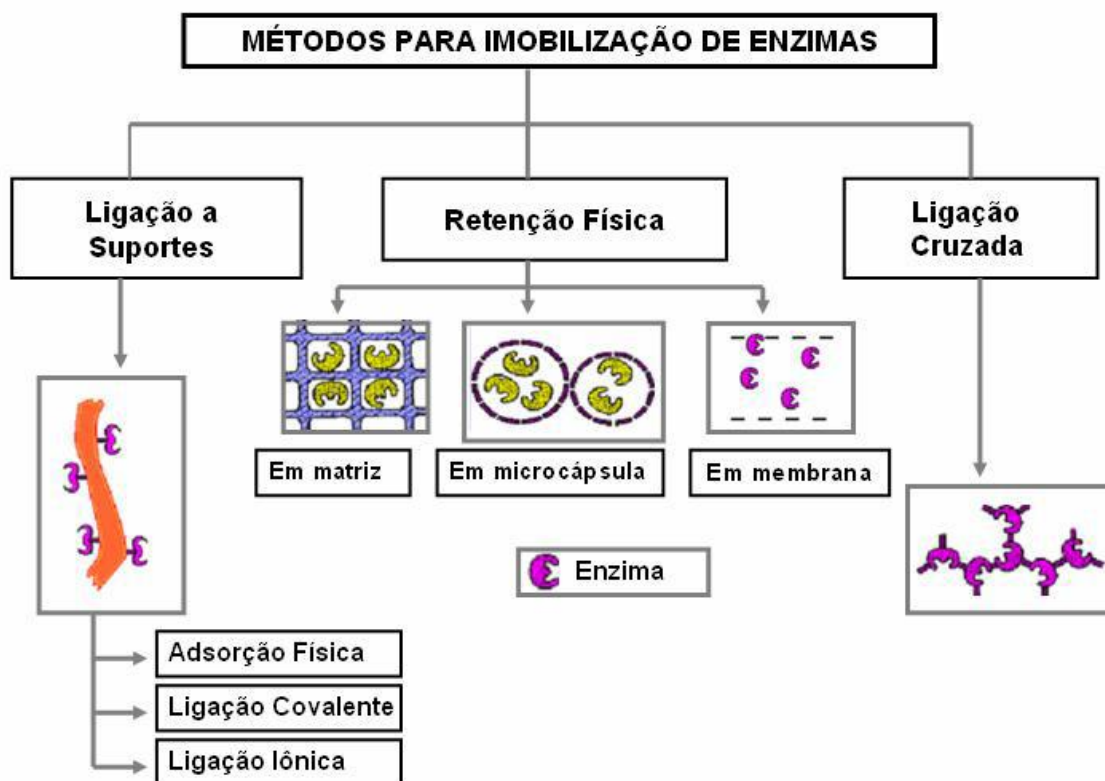 MÉTODOS PARA IMOBILIZAÇÃO DE ENZIMAS
Ligação a
Suportes
Retenção Física
Ligação
Cruzada
Em matriz
Em microcápsula
Em membrana
Enzima
Adsorção Física
Ligação Covalente
Ligação Iônica